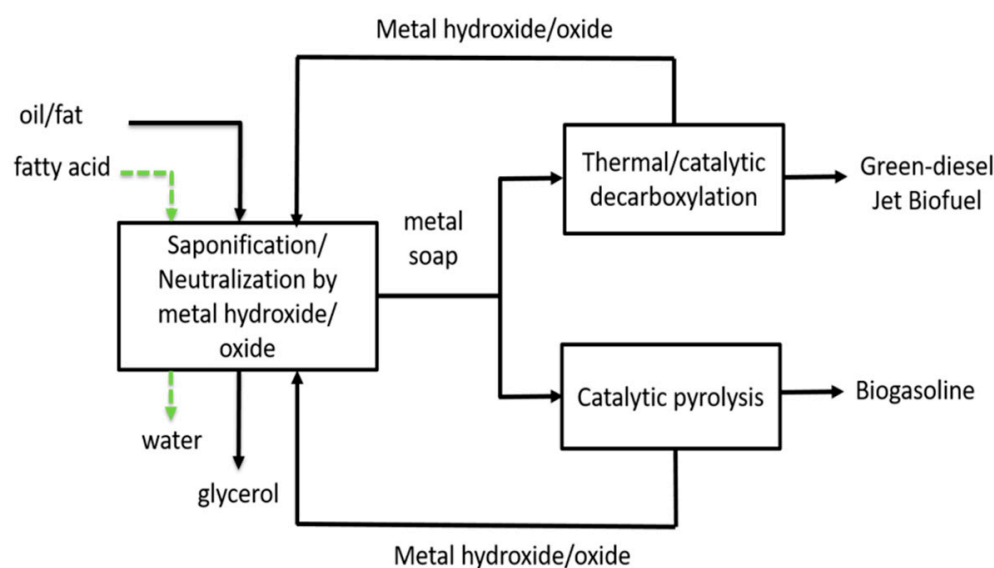 Metal hydroxide/oxide
oil/fat
fatty acid
Saponification/
Neutralization by
metal hydroxide/
oxide
metal
soap
Thermal/catalytic
decarboxylation
Green-diesel
Jet Biofuel
Catalytic pyrolysis
Biogasoline
water
glycerol
Metal hydroxide/oxide